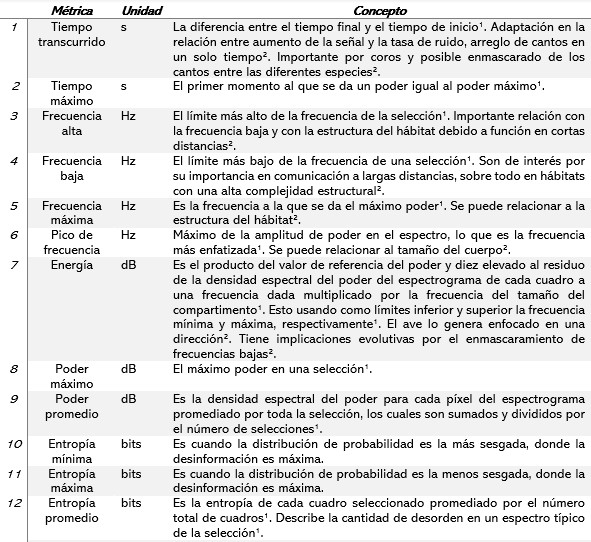 Métrica Unidad Concepto
1 Tiempo s La diferencia entre el tiempo final y el tiempo de inicio¹. Adaptación en la
transcurrido relación entre aumento de la señal y la tasa de ruido, arreglo de cantos en
un solo tiempo². Importante por coros y posible enmascarado de los
cantos entre las diferentes especies².
2 Tiempo s El primer momento al que se da un poder igual al poder máximo¹.
máximo
3 Frecuencia Hz El límite más alto de la frecuencia de la selección¹. Importante relación con
alta la frecuencia baja y con la estructura del hábitat debido a función en cortas
distancias².
4 Frecuencia Hz El límite más bajo de la frecuencia de una selección¹. Son de interés por
baja su importancia en comunicación a largas distancias, sobre todo en hábitats
con una alta complejidad estructural².
5 Frecuencia Hz Es la frecuencia a la que se da el máximo poder¹. Se puede relacionar a la
máxima estructura del hábitat².
6 Pico de Hz Máximo de la amplitud de poder en el espectro, lo que es la frecuencia
frecuencia más enfatizada¹. Se puede relacionar al tamaño del cuerpo².
7 Energía dB Es el producto del valor de referencia del poder y diez elevado al residuo
de la densidad espectral del poder del espectrograma de cada cuadro a
una frecuencia dada multiplicado por la frecuencia del tamaño del
compartimento¹. Esto usando como límites inferior y superior la frecuencia
mínima y máxima, respectivamente¹. El ave lo genera enfocado en una
dirección². Tiene implicaciones evolutivas por el enmascaramiento de
frecuencias bajas².
8 Poder dB El máximo poder en una selección¹.
máximo
9 Poder dB Es la densidad espectral del poder para cada píxel del espectrograma
promedio promediado por toda la selección, los cuales son sumados y divididos por
el número de selecciones¹.
10 Entropía bits Es cuando la distribución de probabilidad es la más sesgada, donde la
mínima desinformación es máxima.
11 Entropía bits Es cuando la distribución de probabilidad es la menos sesgada, donde la
máxima desinformación es máxima.
12 Entropía bits Es la entropía de cada cuadro seleccionado promediado por el número
promedio total de cuadros¹. Describe la cantidad de desorden en un espectro típico
de la selección¹.